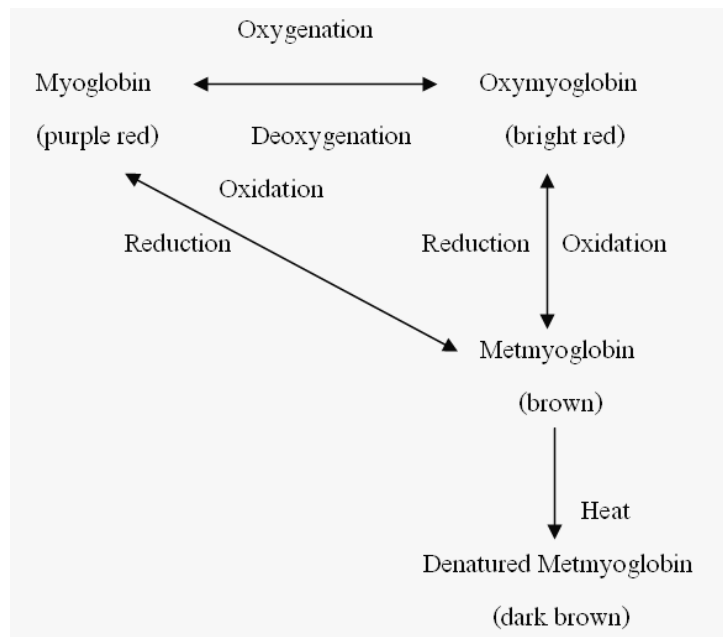 Oxygenation
Myoglobin Oxymyoglobin
(purple red) Deoxygenation (bright red)
Oxidation
Reduction Reduction Oxidation
Metmyoglobin
(brown)
Heat
Denatured Metmyoglobin
(dark brown)